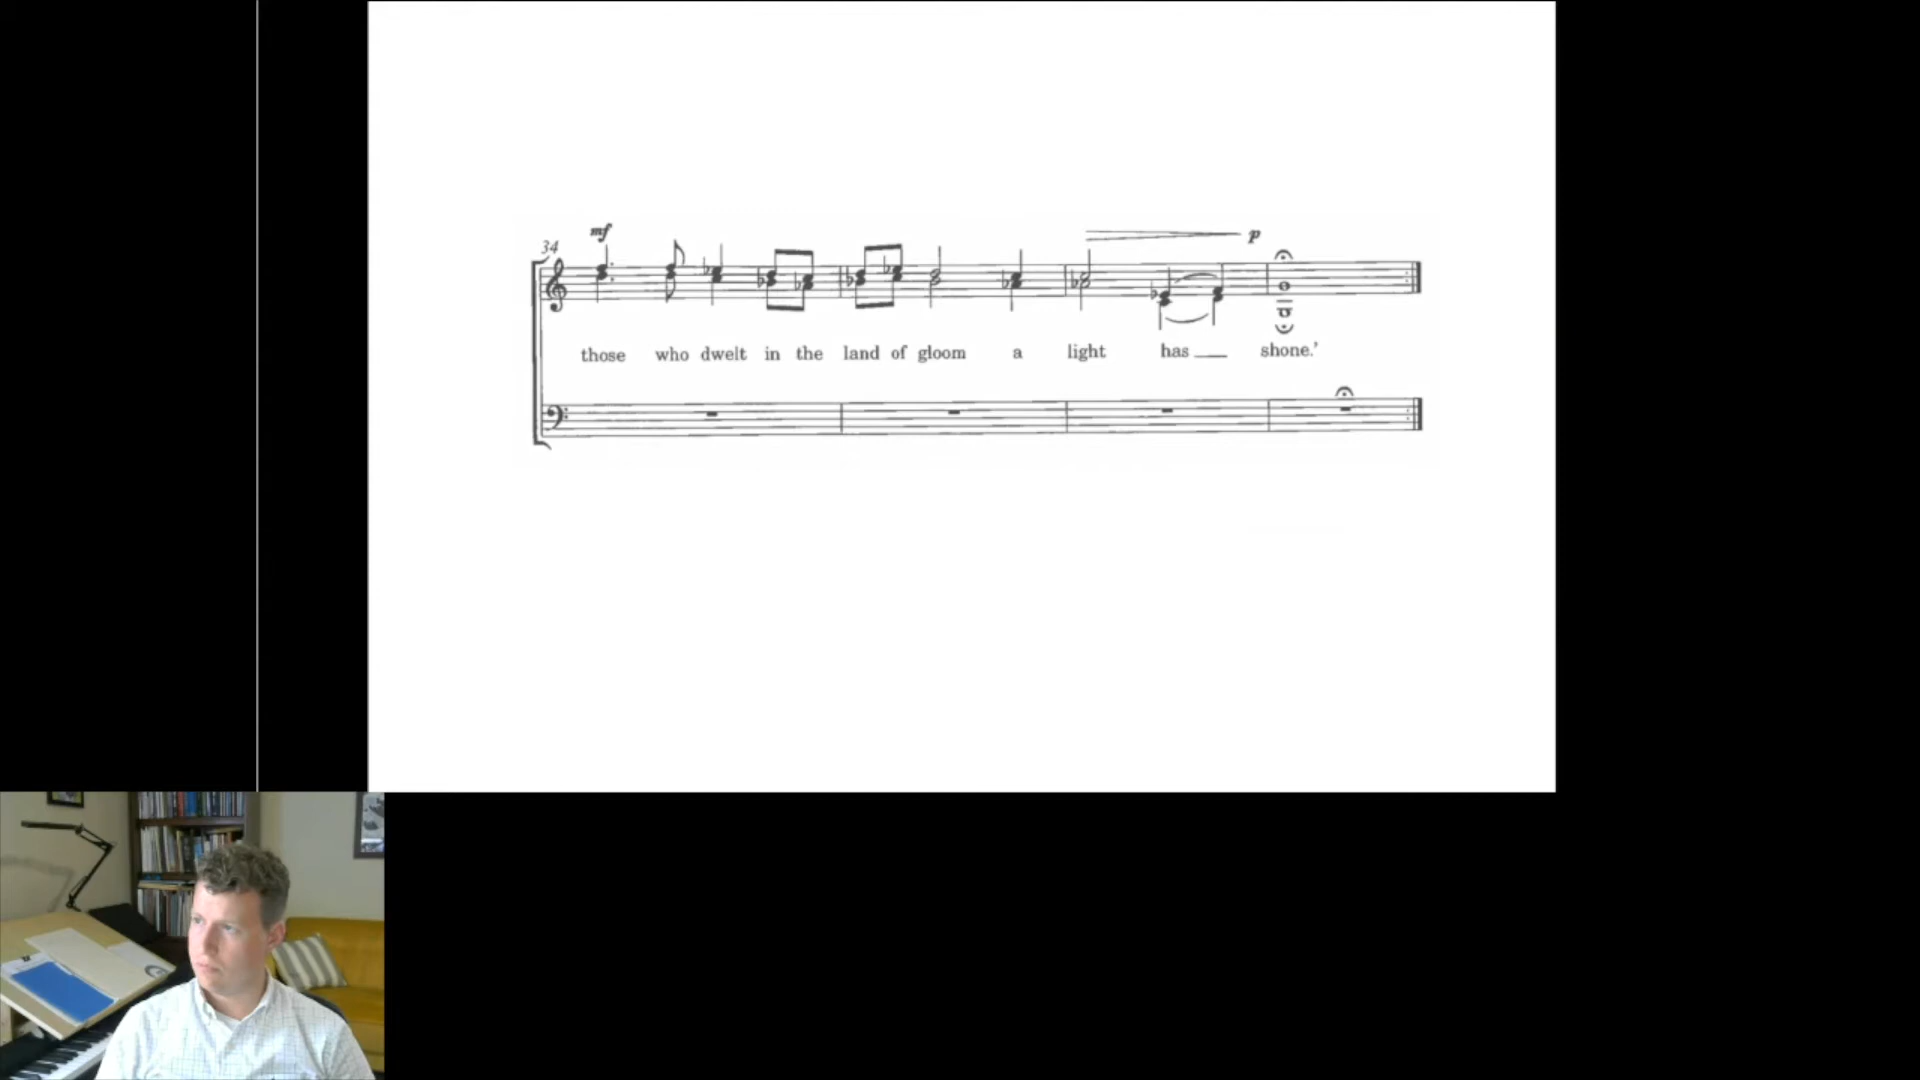 mf
34
p
those who dwelt in the land of gloom a light has shone.’